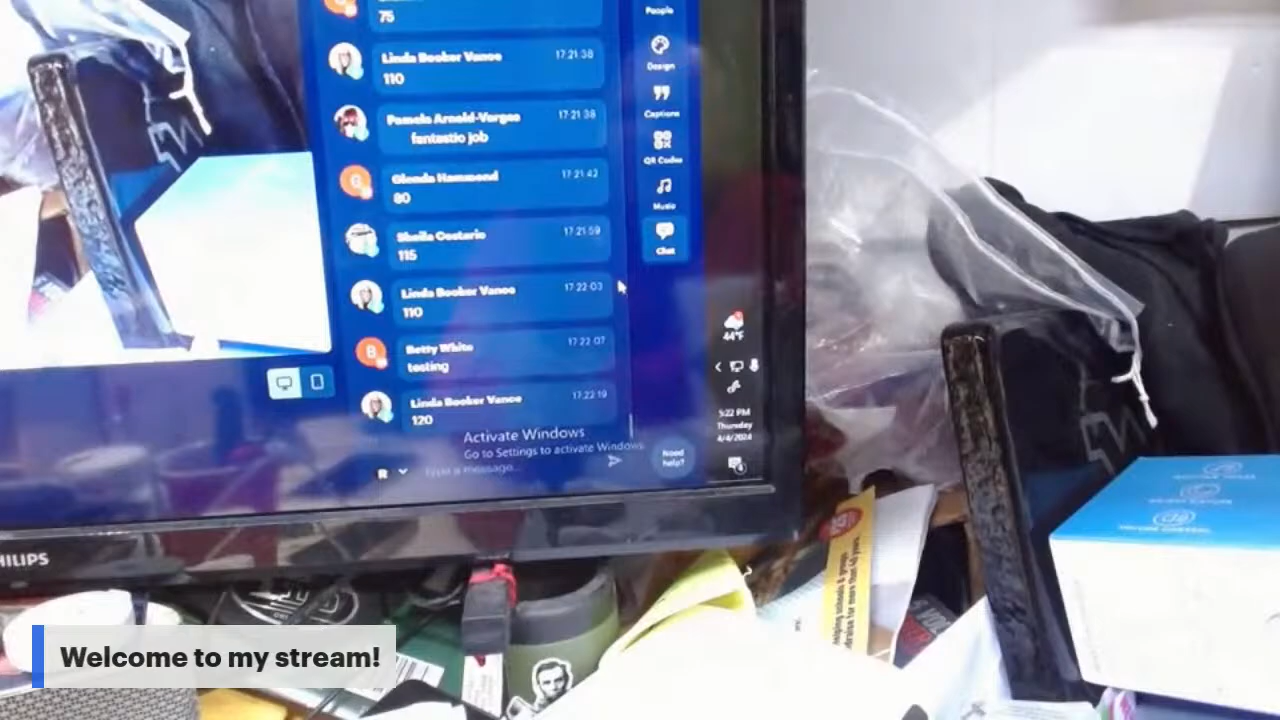 75
Linda Booker Vance
17:21:38
110
Pamela Arnold-Vargas
17:21:38
fantastic job
Glenda Hammond
17:21:42
80
Sheila Costario
17:21:59
115
Linda Booker Vance
17:22:03
110
Betty White
17:22:07
testing
Linda Booker Vance
17:22:19
120
Activate Windows
Go to Settings to activate Windows.
Type a message...
Need
help?
People
Design
Captions
QR Codes
Music
Chat
44°F
5:22 PM
Thursday
4/4/2024
R
B
G
PHILIPS
Welcome to my stream!